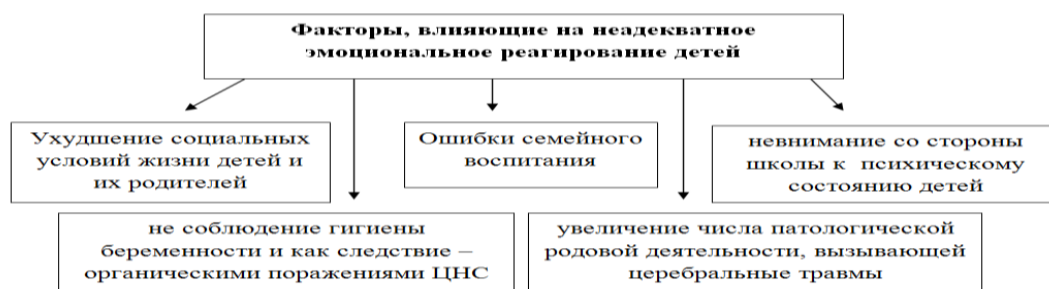 Факторы, влияющие на неадекватное
эмоциональное реагирование детей
Ухудшение социальных
условий жизни детей и
их родителей
Ошибки семейного
воспитания
невнимание со стороны
школы к психическому
состоянию детей
не соблюдение гигиены
беременности и как следствие –
органическими поражениями ЦНС
увеличение числа патологической
родовой деятельности, вызывающей
церебральные травмы